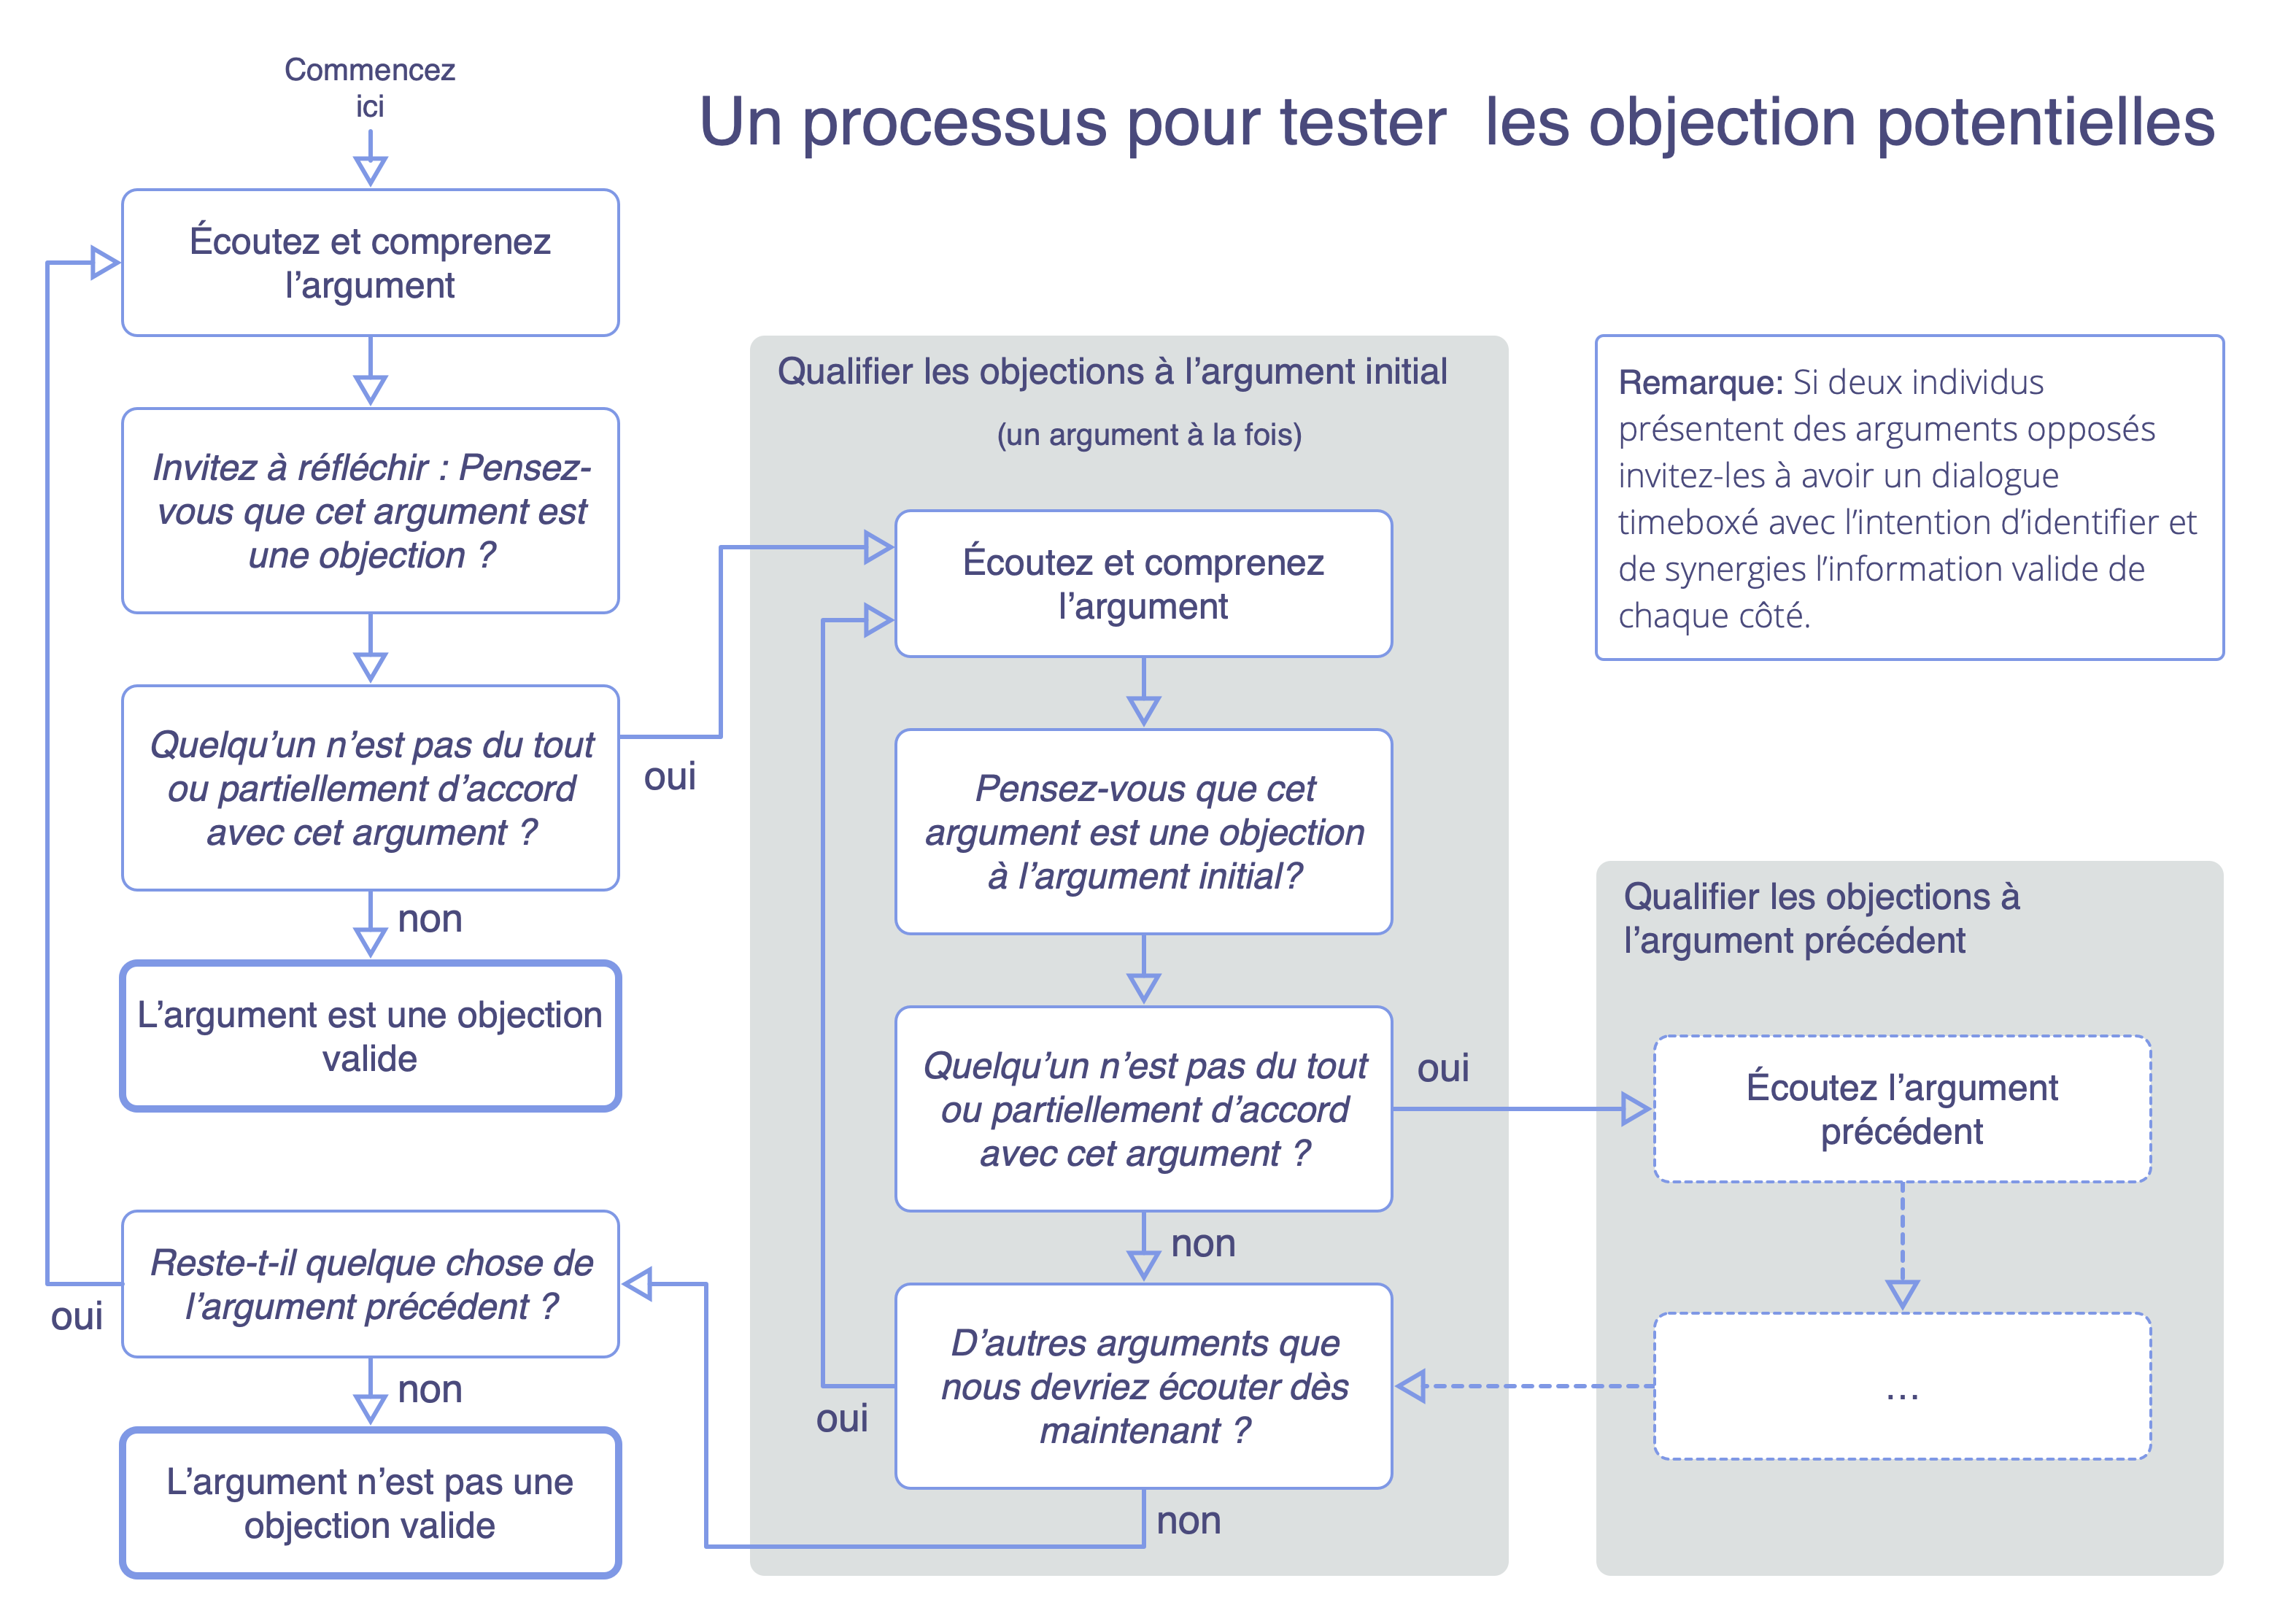 Commencez
ici
Un processus pour tester  les objection potentielles
Écoutez et comprenez
l’argument
Invitez à réfléchir : Pensez-
vous que cet argument est
une objection ?
Quelqu’un n’est pas du tout
ou partiellement d’accord
avec cet argument ?
oui
non
L’argument est une objection
valide
Reste-t-il quelque chose de
l’argument précédent ?
oui
non
L’argument n’est pas une
objection valide
Qualifier les objections à l’argument initial
(un argument à la fois)
Écoutez et comprenez
l’argument
Pensez-vous que cet
argument est une objection
à l’argument initial?
Quelqu’un n’est pas du tout
ou partiellement d’accord
avec cet argument ?
oui
non
D’autres arguments que
nous devriez écouter dès
maintenant ?
oui
non
Remarque: Si deux individus
présentent des arguments opposés
invitez-les à avoir un dialogue
timeboxé avec l’intention d’identifier et
de synergies l’information valide de
chaque côté.
Qualifier les objections à
l’argument précédent
Écoutez l’argument
précédent
...